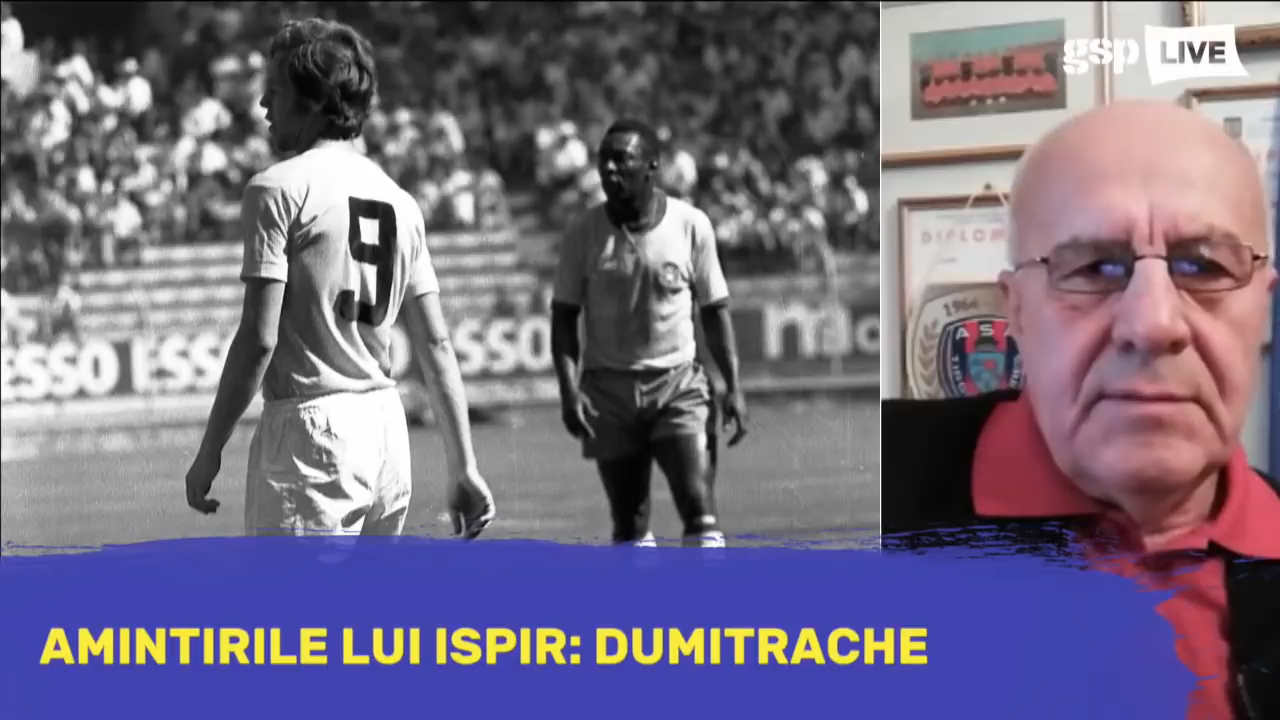 gsp LIVE
9
ESSO ESSO ESSO
DIPLOM
1964
A S
AMINTIRILE LUI ISPIR: DUMITRACHE